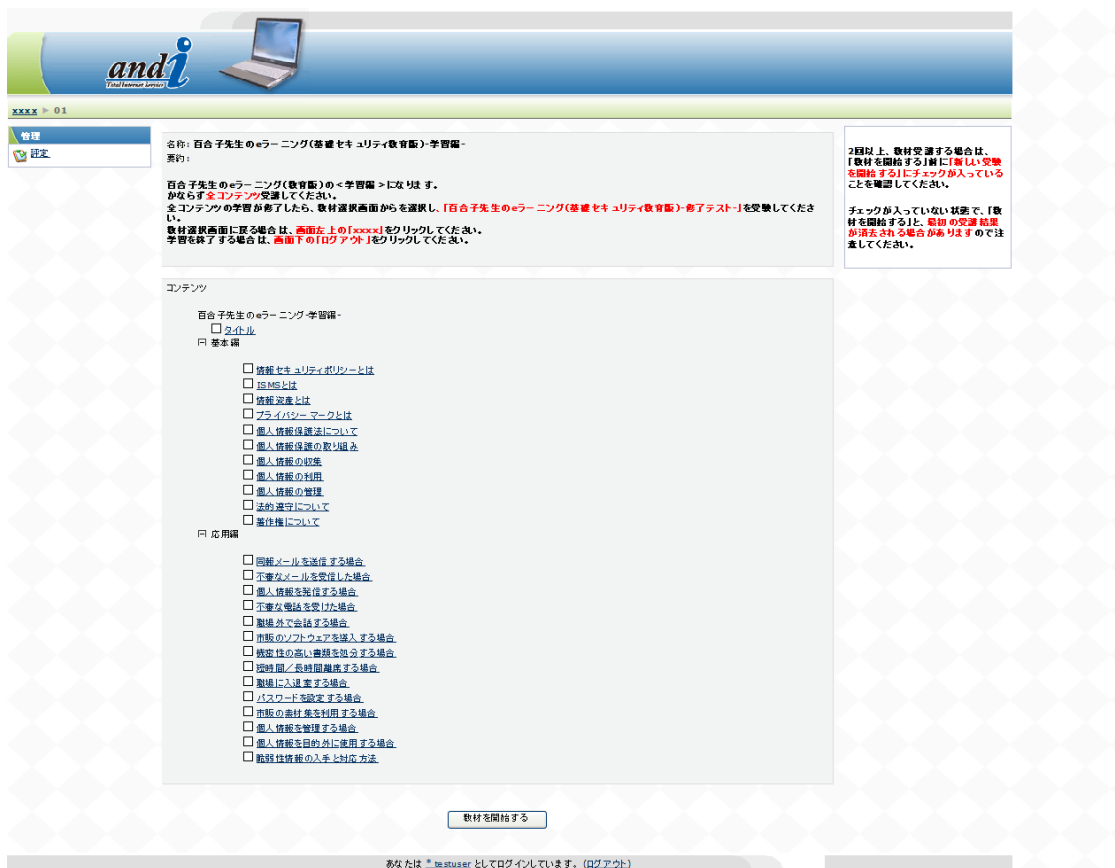 andi
Total Internet Service
xxxx ► 01
管理
評定
名称: 百合子先生のeラーニング(基礎セキュリティ教育版)-学習編-
要約:
百合子先生のeラーニング(教育版)の<学習編>になります。
かならず全コンテンツ受講してください。
全コンテンツの学習が修了したら、教材選択画面からを選択し、「百合子先生のeラーニング(基礎セキュリティ教育版)-修了テスト-」を受験してくださ
い。
教材選択画面に戻る場合は、画面左上の「xxxx」をクリックしてください。
学習を終了する場合は、画面下の「ログアウト」をクリックしてください。
2回以上、教材受講する場合は、
「教材を開始する」前に「新しい受験
を開始する」にチェックが入っている
ことを確認してください。
チェックが入っていない状態で、「教
材を開始する」と、最初の受講結果
が消去される場合がありますので注
意してください。
コンテンツ
百合子先生のeラーニング-学習編-
タイトル
基本編
情報セキュリティポリシーとは
ISMSとは
情報資産とは
プライバシーマークとは
個人情報保護法について
個人情報保護の取り組み
個人情報の収集
個人情報の利用
個人情報の管理
法的遵守について
著作権について
応用編
同報メールを送信する場合
不審なメールを受信した場合
個人情報を発信する場合
不審な電話を受けた場合
職場外で会話する場合
市販のソフトウェアを導入する場合
機密性の高い書類を処分する場合
短時間／長時間離席する場合
職場に入退室する場合
パスワードを設定する場合
市販の素材集を利用する場合
個人情報を管理する場合
個人情報を目的外に使用する場合
脆弱性情報の入手と対応方法
教材を開始する
あなたは * testuser としてログインしています。(ログアウト)